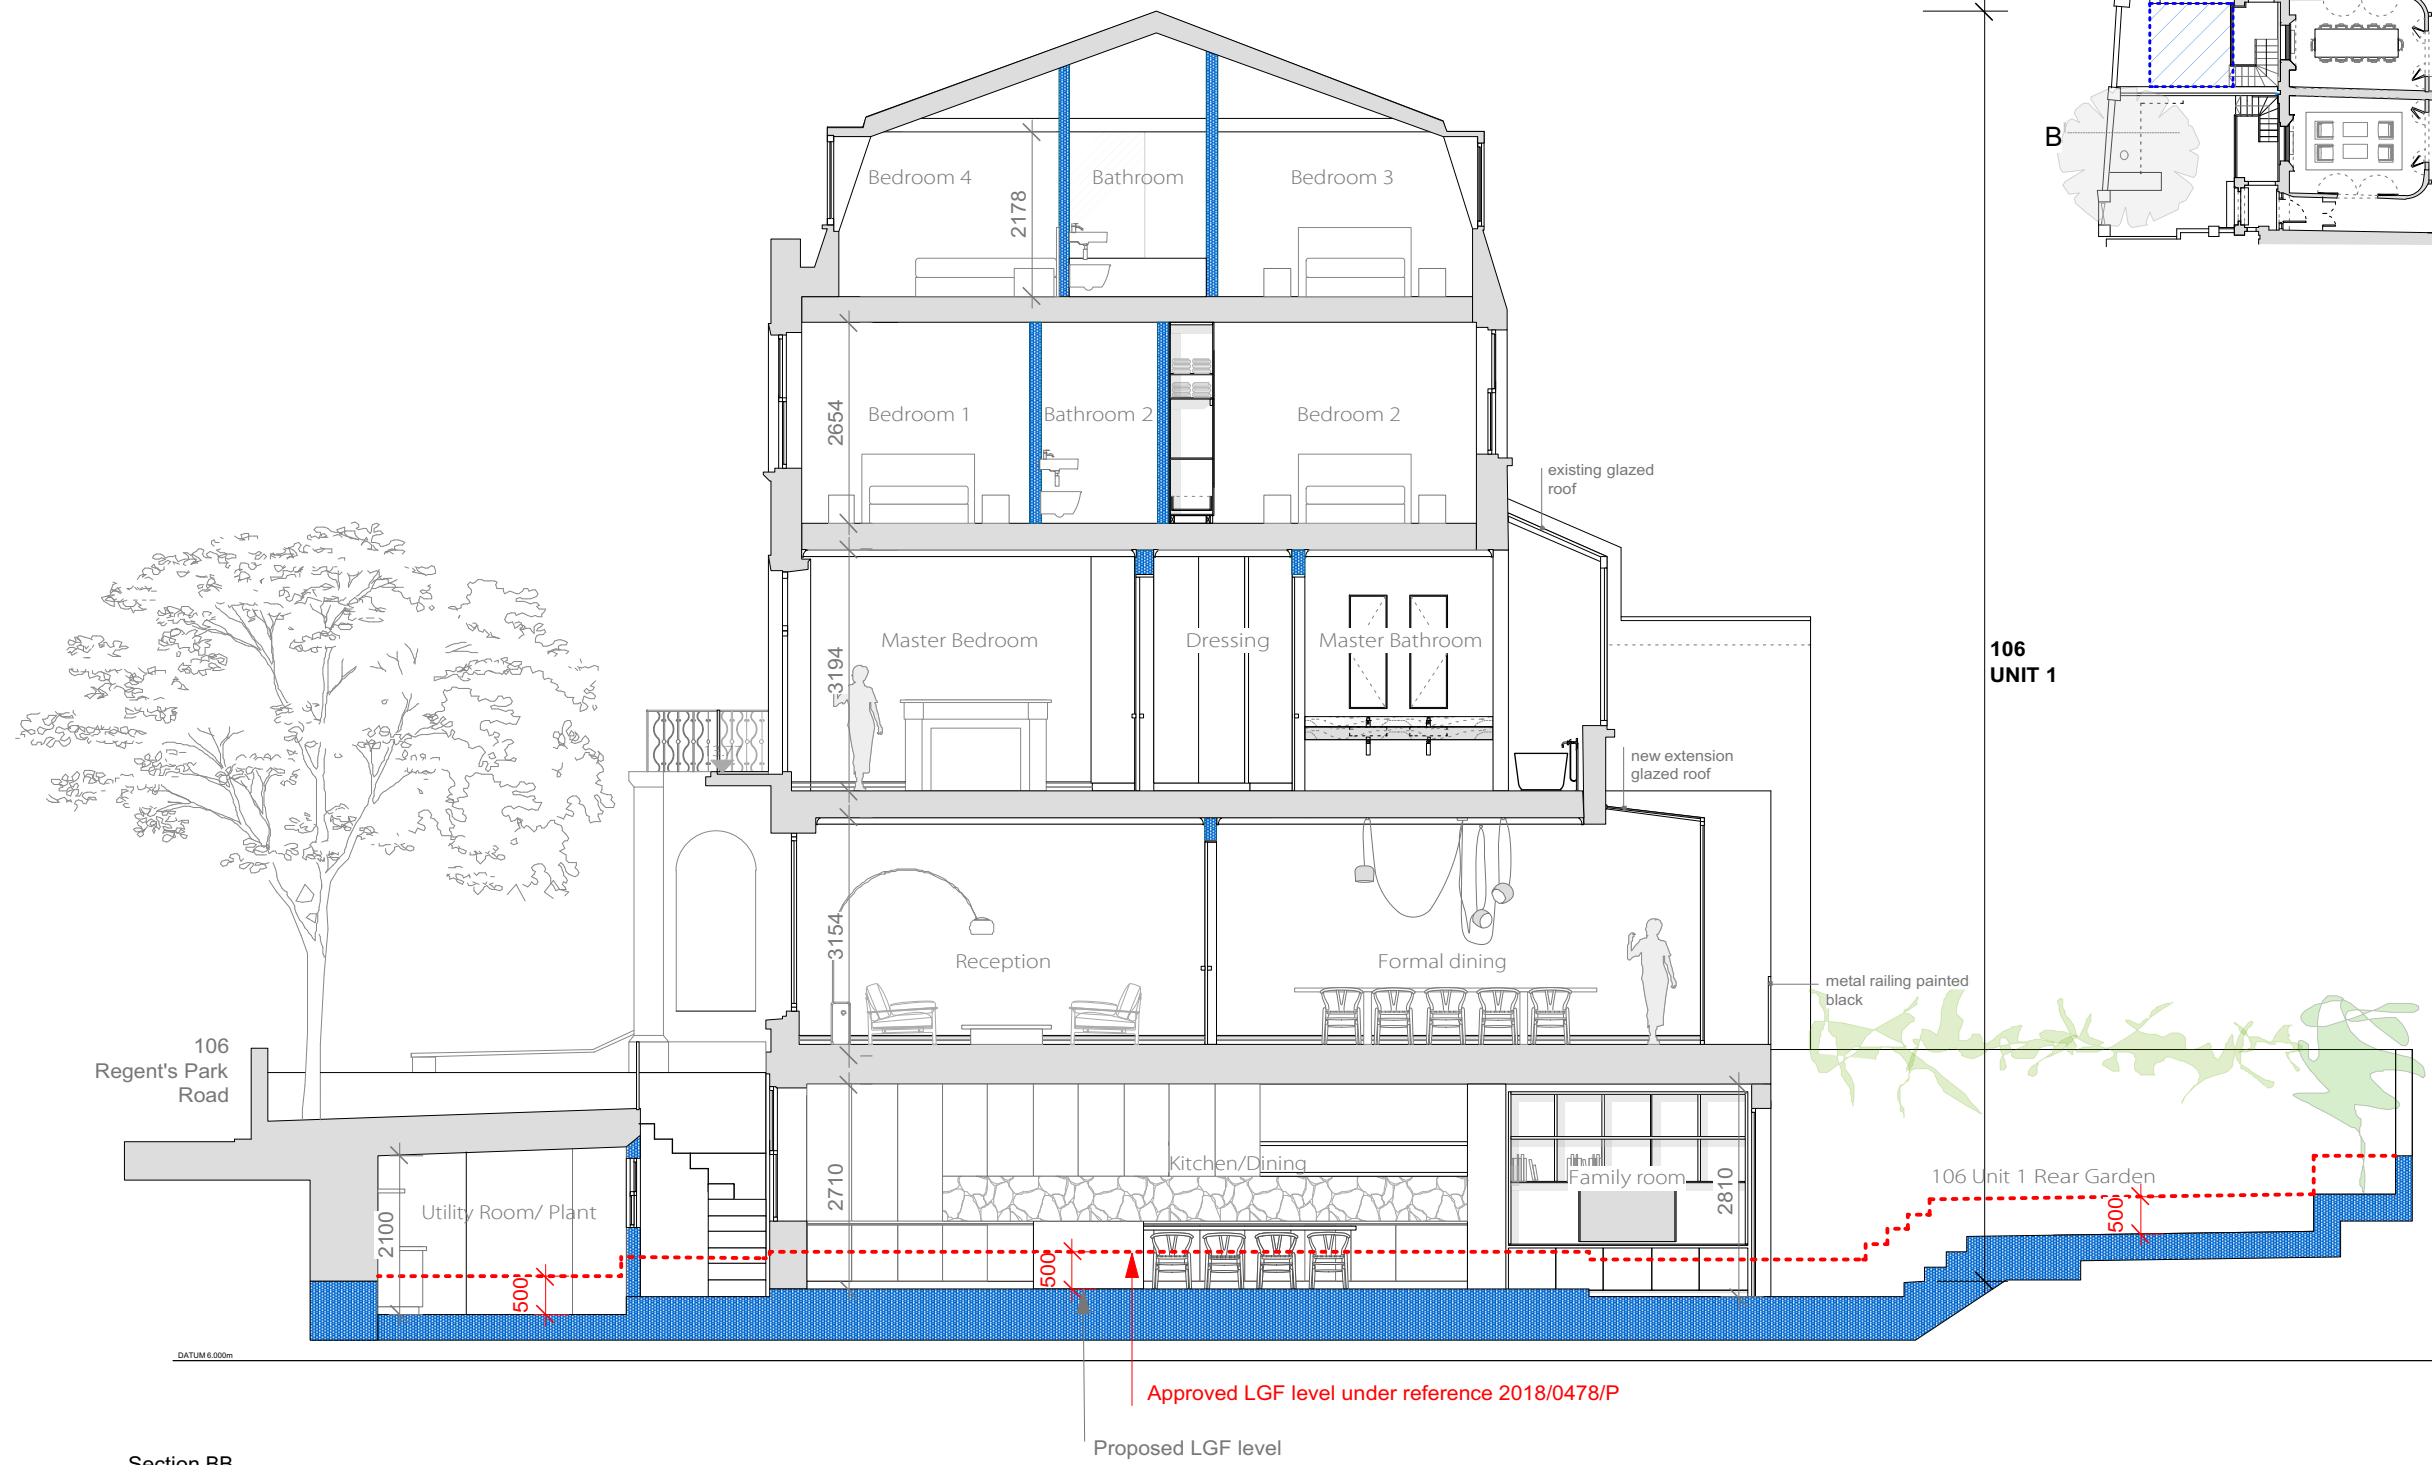 B
Bedroom 4
Bathroom
Bedroom 3
2178
2654
Bedroom 1
Bathroom 2
Bedroom 2
existing glazed
roof
3194
Master Bedroom
Dressing
Master Bathroom
106
UNIT 1
new extension
glazed roof
3154
Reception
Formal dining
metal railing painted
black
106
Regent's Park
Road
2100
Utility Room/ Plant
2710
Kitchen/Dining
Family room
2810
106 Unit 1 Rear Garden
500
500
500
DATUM 6.000m
Approved LGF level under reference 2018/0478/P
Proposed LGF level
Section BB